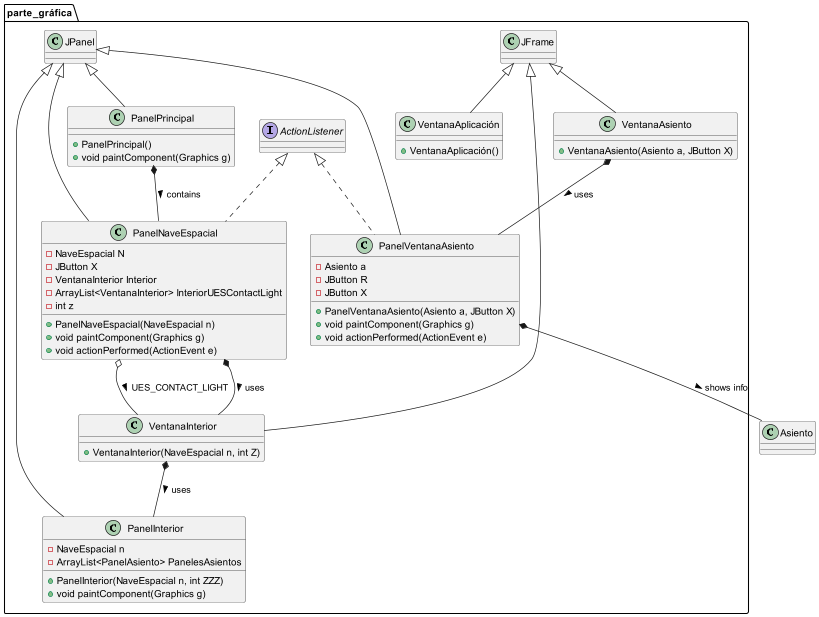 parte_gráfica
C JPanel
C JFrame
C PanelPrincipal
PanelPrincipal()
void paintComponent(Graphics g)
I ActionListener
C VentanaAplicación
VentanaAplicación()
C VentanaAsiento
VentanaAsiento(Asiento a, JButton X)
contains
uses
C PanelNaveEspacial
NaveEspacial N
JButton X
VentanaInterior Interior
ArrayList<VentanaInterior> InteriorUESContactLight
int z
PanelNaveEspacial(NaveEspacial n)
void paintComponent(Graphics g)
void actionPerformed(ActionEvent e)
C PanelVentanaAsiento
Asiento a
JButton R
JButton X
PanelVentanaAsiento(Asiento a, JButton X)
void paintComponent(Graphics g)
void actionPerformed(ActionEvent e)
UES_CONTACT_LIGHT
uses
shows info
C VentanaInterior
VentanaInterior(NaveEspacial n, int Z)
C Asiento
uses
C PanelInterior
NaveEspacial n
ArrayList<PanelAsiento> PanelesAsientos
PanelInterior(NaveEspacial n, int ZZZ)
void paintComponent(Graphics g)